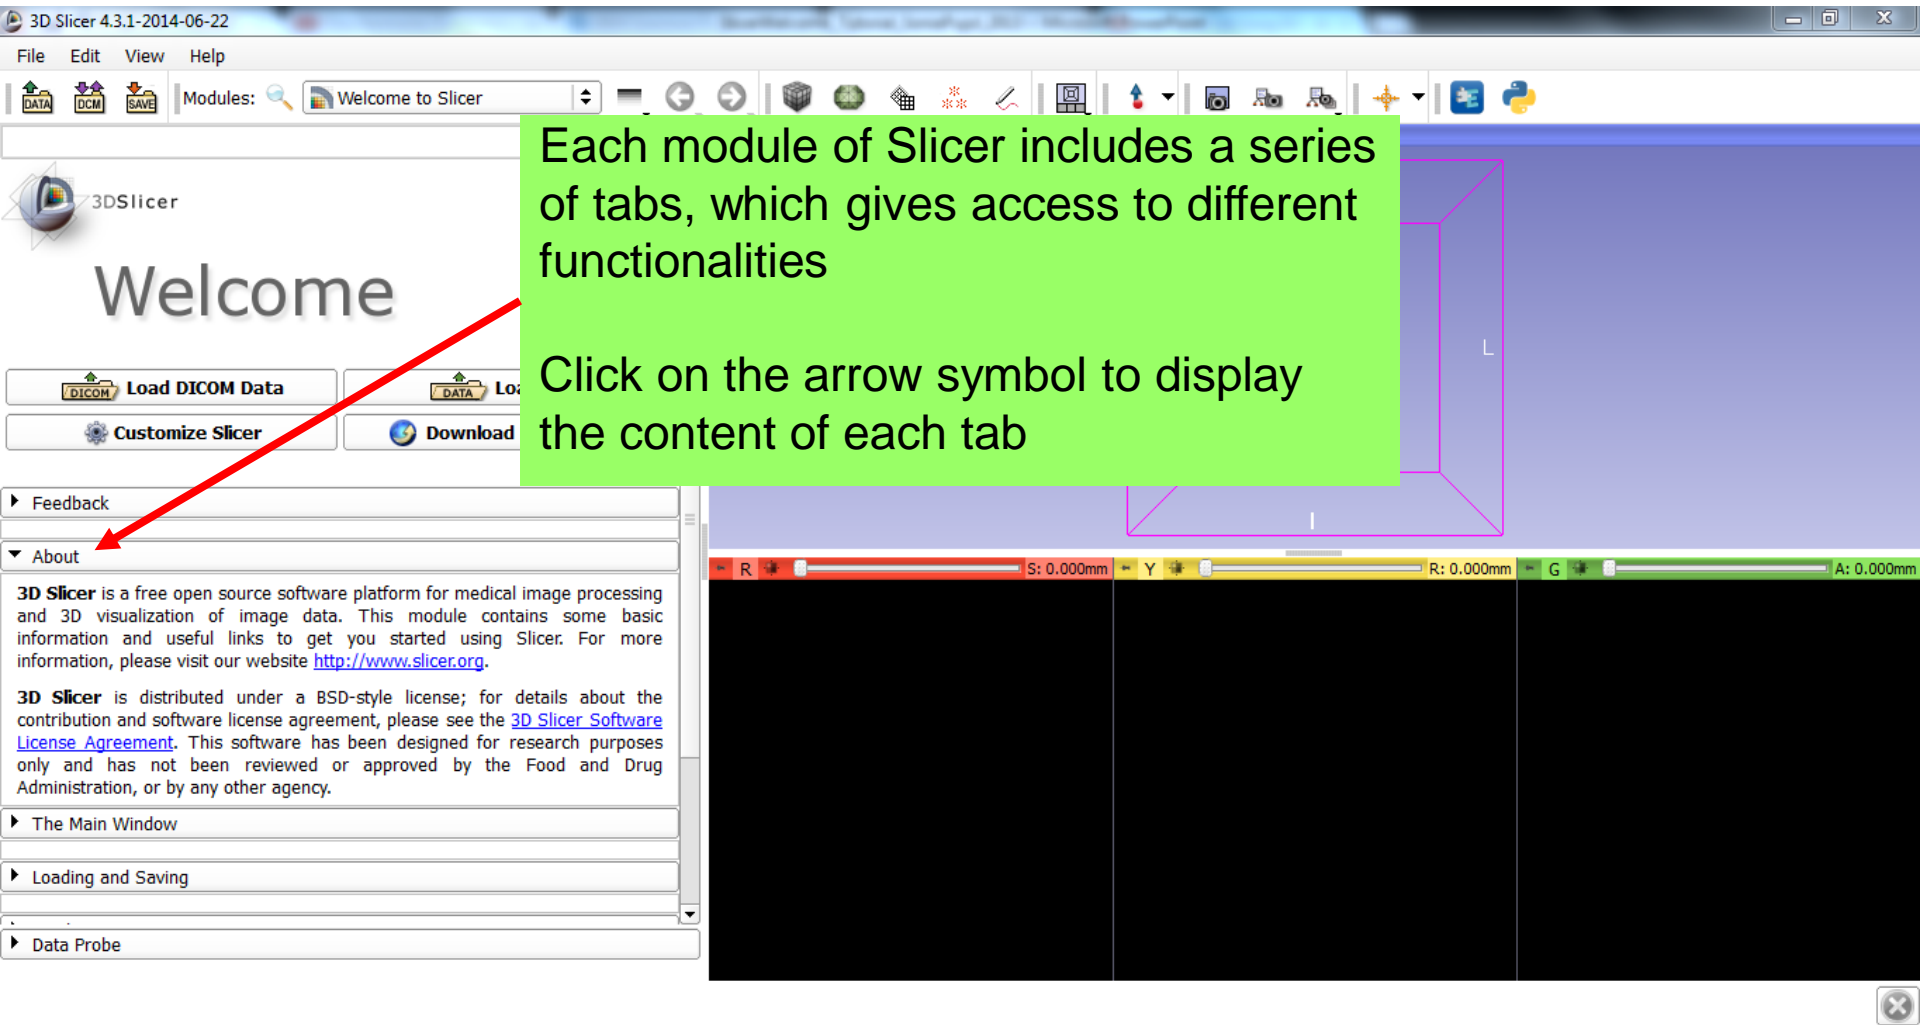 3D Slicer 4.3.1-2014-06-22
File Edit View Help
DATA DCM SAVE Modules: Welcome to Slicer
3DSlicer
Welcome
Each module of Slicer includes a series
of tabs, which gives access to different
functionalities
Click on the arrow symbol to display
the content of each tab
DICOM Load DICOM Data
DATA
Customize Slicer
Download
L
I
Feedback
About
3D Slicer is a free open source software platform for medical image processing
and 3D visualization of image data. This module contains some basic
information and useful links to get you started using Slicer. For more
information, please visit our website http://www.slicer.org.
3D Slicer is distributed under a BSD-style license; for details about the
contribution and software license agreement, please see the 3D Slicer Software
License Agreement. This software has been designed for research purposes
only and has not been reviewed or approved by the Food and Drug
Administration, or by any other agency.
The Main Window
Loading and Saving
Data Probe
R S: 0.000mm
Y R: 0.000mm
G A: 0.000mm